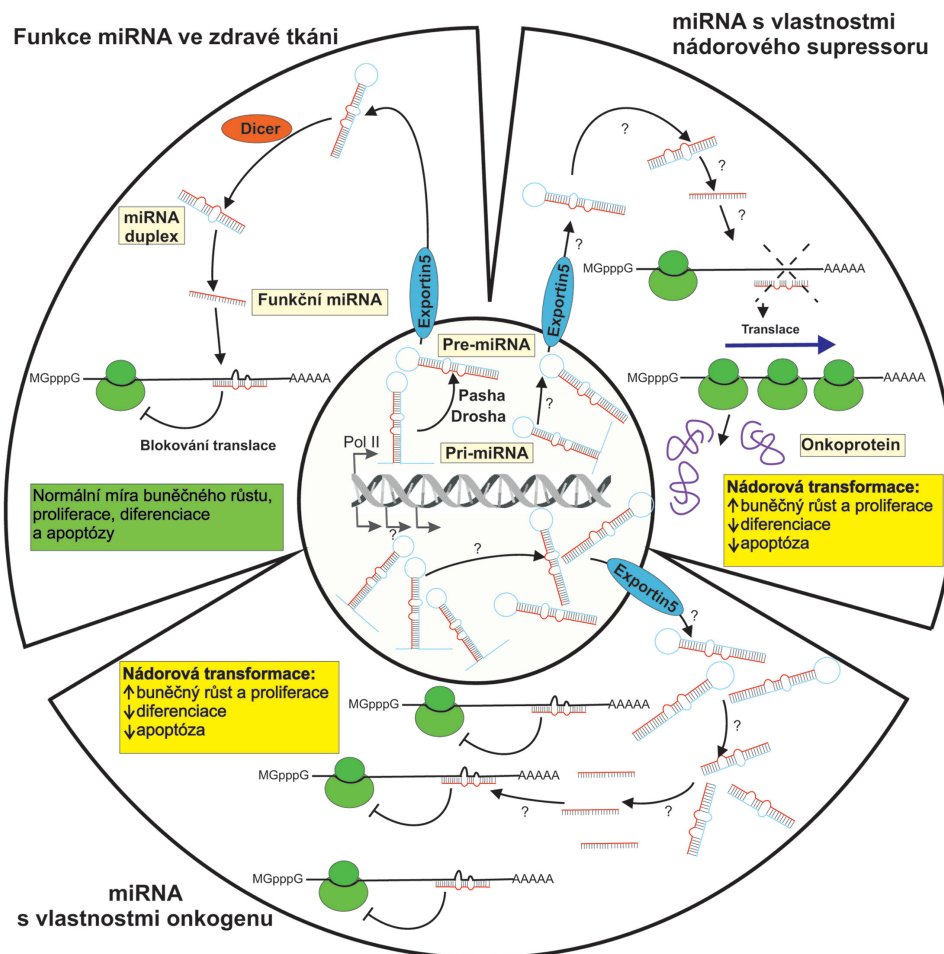 Funkce miRNA ve zdravé tkáni
Dicer
miRNA
duplex
Funkční miRNA
Exportin5
MGpppG
AAAAA
Blokování translace
Normální míra buněčného růstu,
proliferace, diferenciace
a apoptózy
miRNA s vlastnostmi
nádorového supressoru
?
?
?
?
Exportin5
MGpppG
AAAAA
Translace
MGpppG
AAAAA
Onkoprotein
Nádorová transformace:
↑buněčný růst a proliferace
↓diferenciace
↓apoptóza
Pre-miRNA
Pasha
Drosha
?
Pri-miRNA
Pol II
?
?
Exportin5
?
?
?
?
Nádorová transformace:
↑buněčný růst a proliferace
↓diferenciace
↓apoptóza
MGpppG
AAAAA
MGpppG
AAAAA
MGpppG
AAAAA
miRNA
s vlastnostmi onkogenu